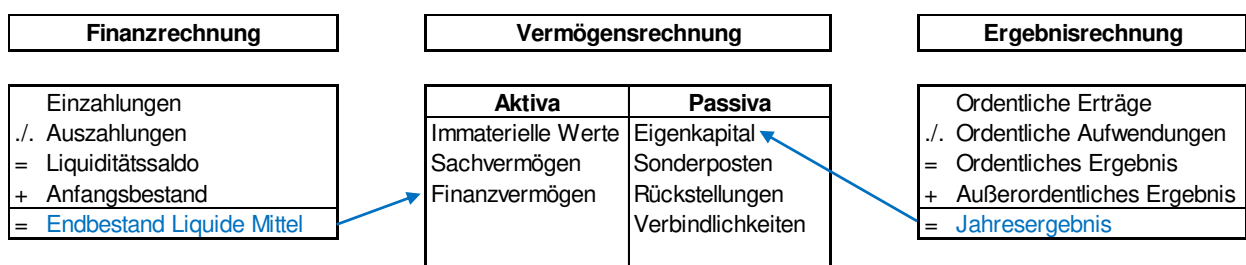 Finanzrechnung
Einzahlungen
./. Auszahlungen
= Liquiditätssaldo
+ Anfangsbestand
= Endbestand Liquide Mittel
Vermögensrechnung
Aktiva Passiva
Immaterielle Werte Eigenkapital
Sachvermögen Sonderposten
Finanzvermögen Rückstellungen
Verbindlichkeiten
Ergebnisrechnung
Ordentliche Erträge
./. Ordentliche Aufwendungen
= Ordentliches Ergebnis
+ Außerordentliches Ergebnis
= Jahresergebnis